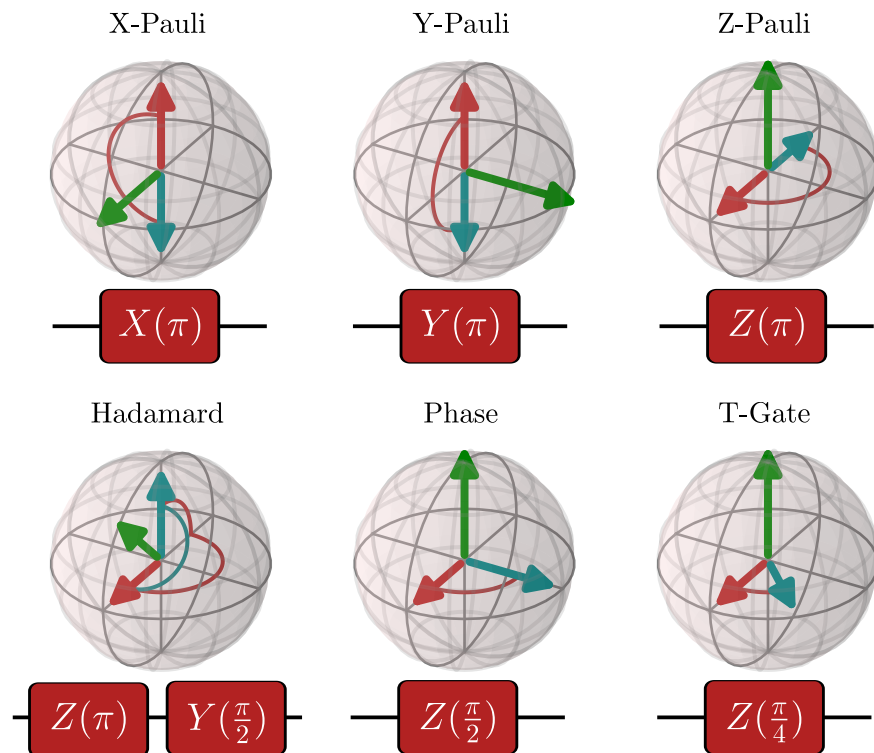 X-Pauli
Y-Pauli
Z-Pauli
X(π)
Y(π)
Z(π)
Hadamard
Phase
T-Gate
Z(π) Y(π/2)
Z(π/2)
Z(π/4)